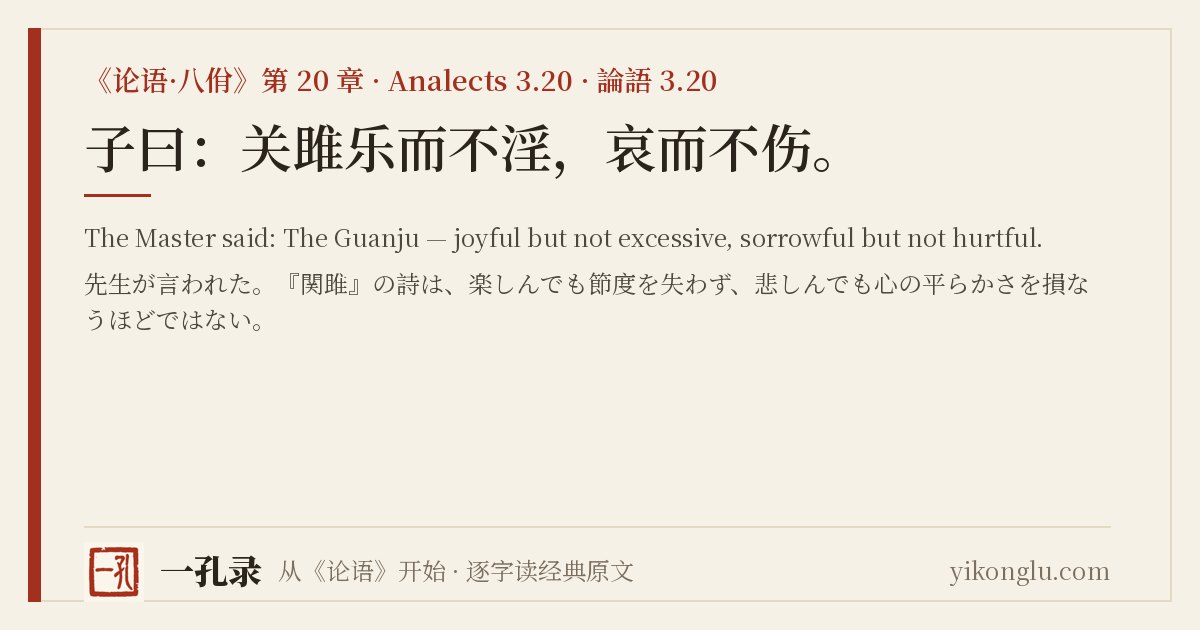 《论语·八佾》第 20 章 · Analects 3.20 · 論語 3.20
子曰：关雎乐而不淫，哀而不伤。
The Master said: The Guanju — joyful but not excessive, sorrowful but not hurtful.
先生が言われた。『関雎』の詩は、楽しんでも節度を失わず、悲しんでも心の平らかさを損な
うほどではない。
一孔
一孔录 从《论语》开始 · 逐字读经典原文 yikonglu.com